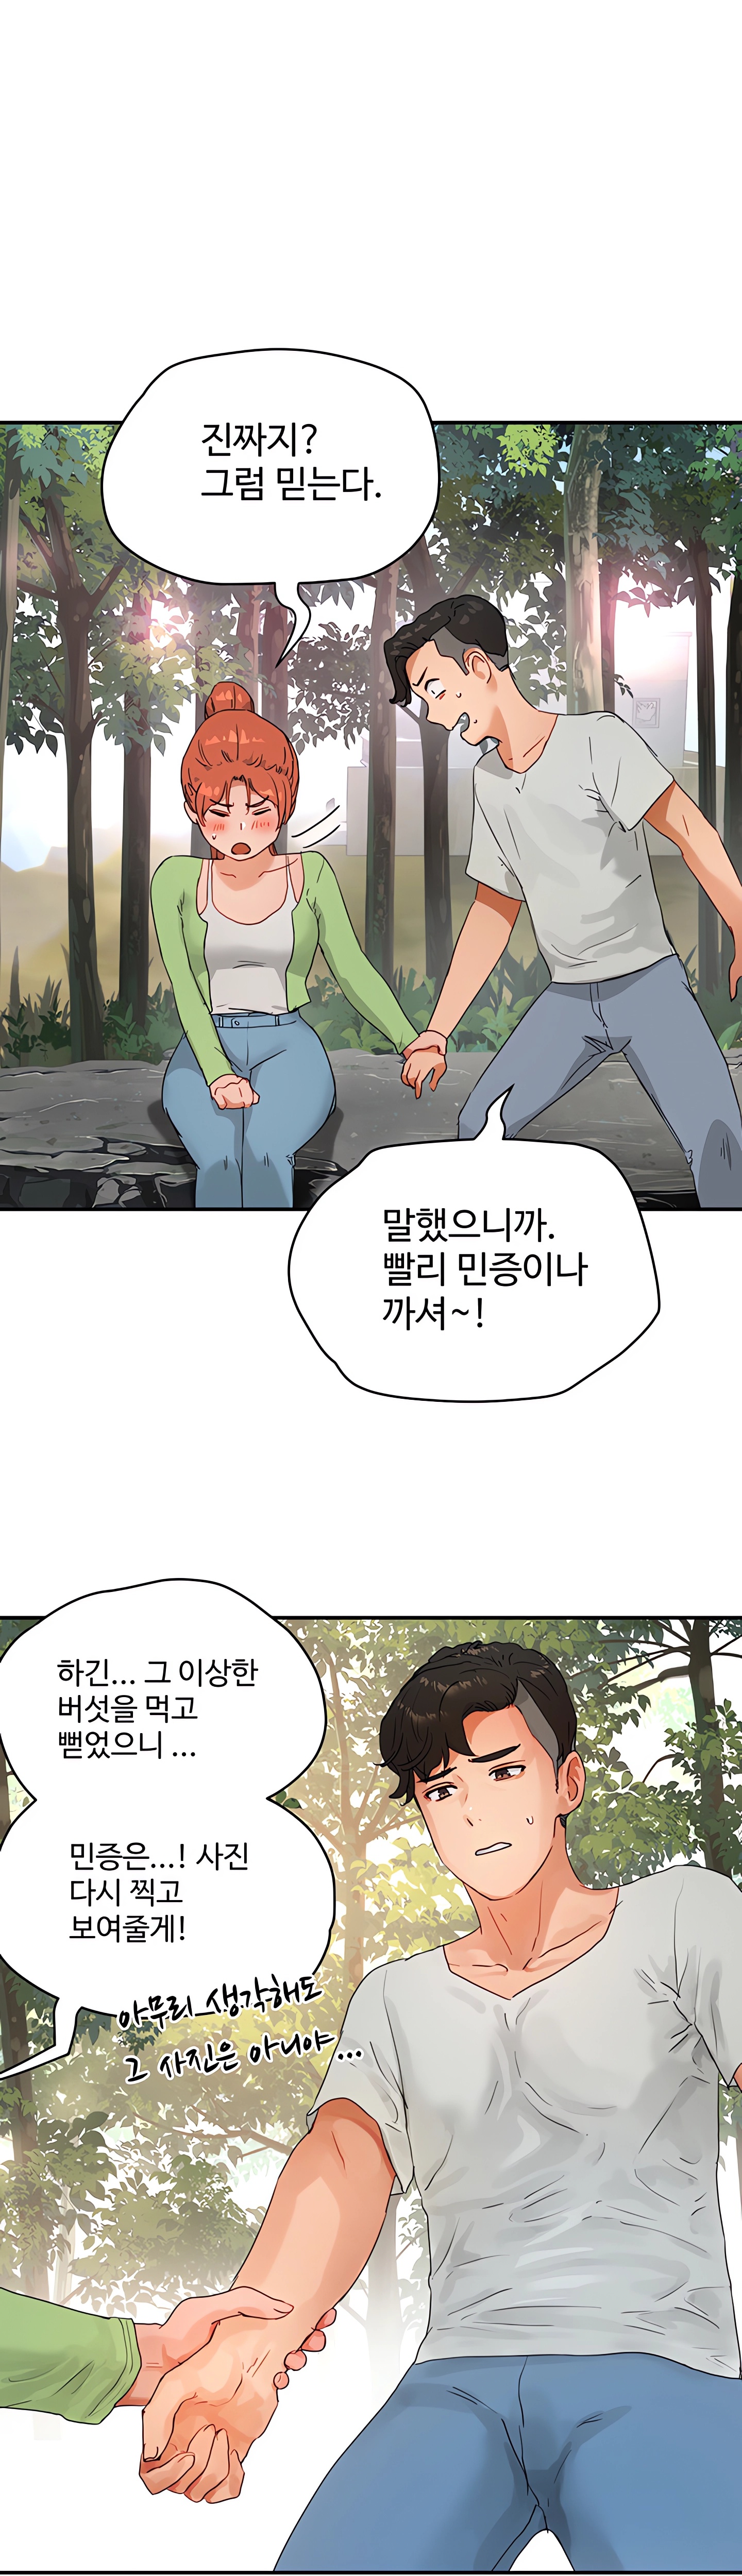 진짜지?
그럼 믿는다.
말했으니까.
빨리 민증이나
까셔~!
하긴... 그 이상한
버섯을 먹고
뻗었으니 ...
민증은...! 사진
다시 찍고
보여줄게!
아무리 생각해도
그 사진은 아니야...